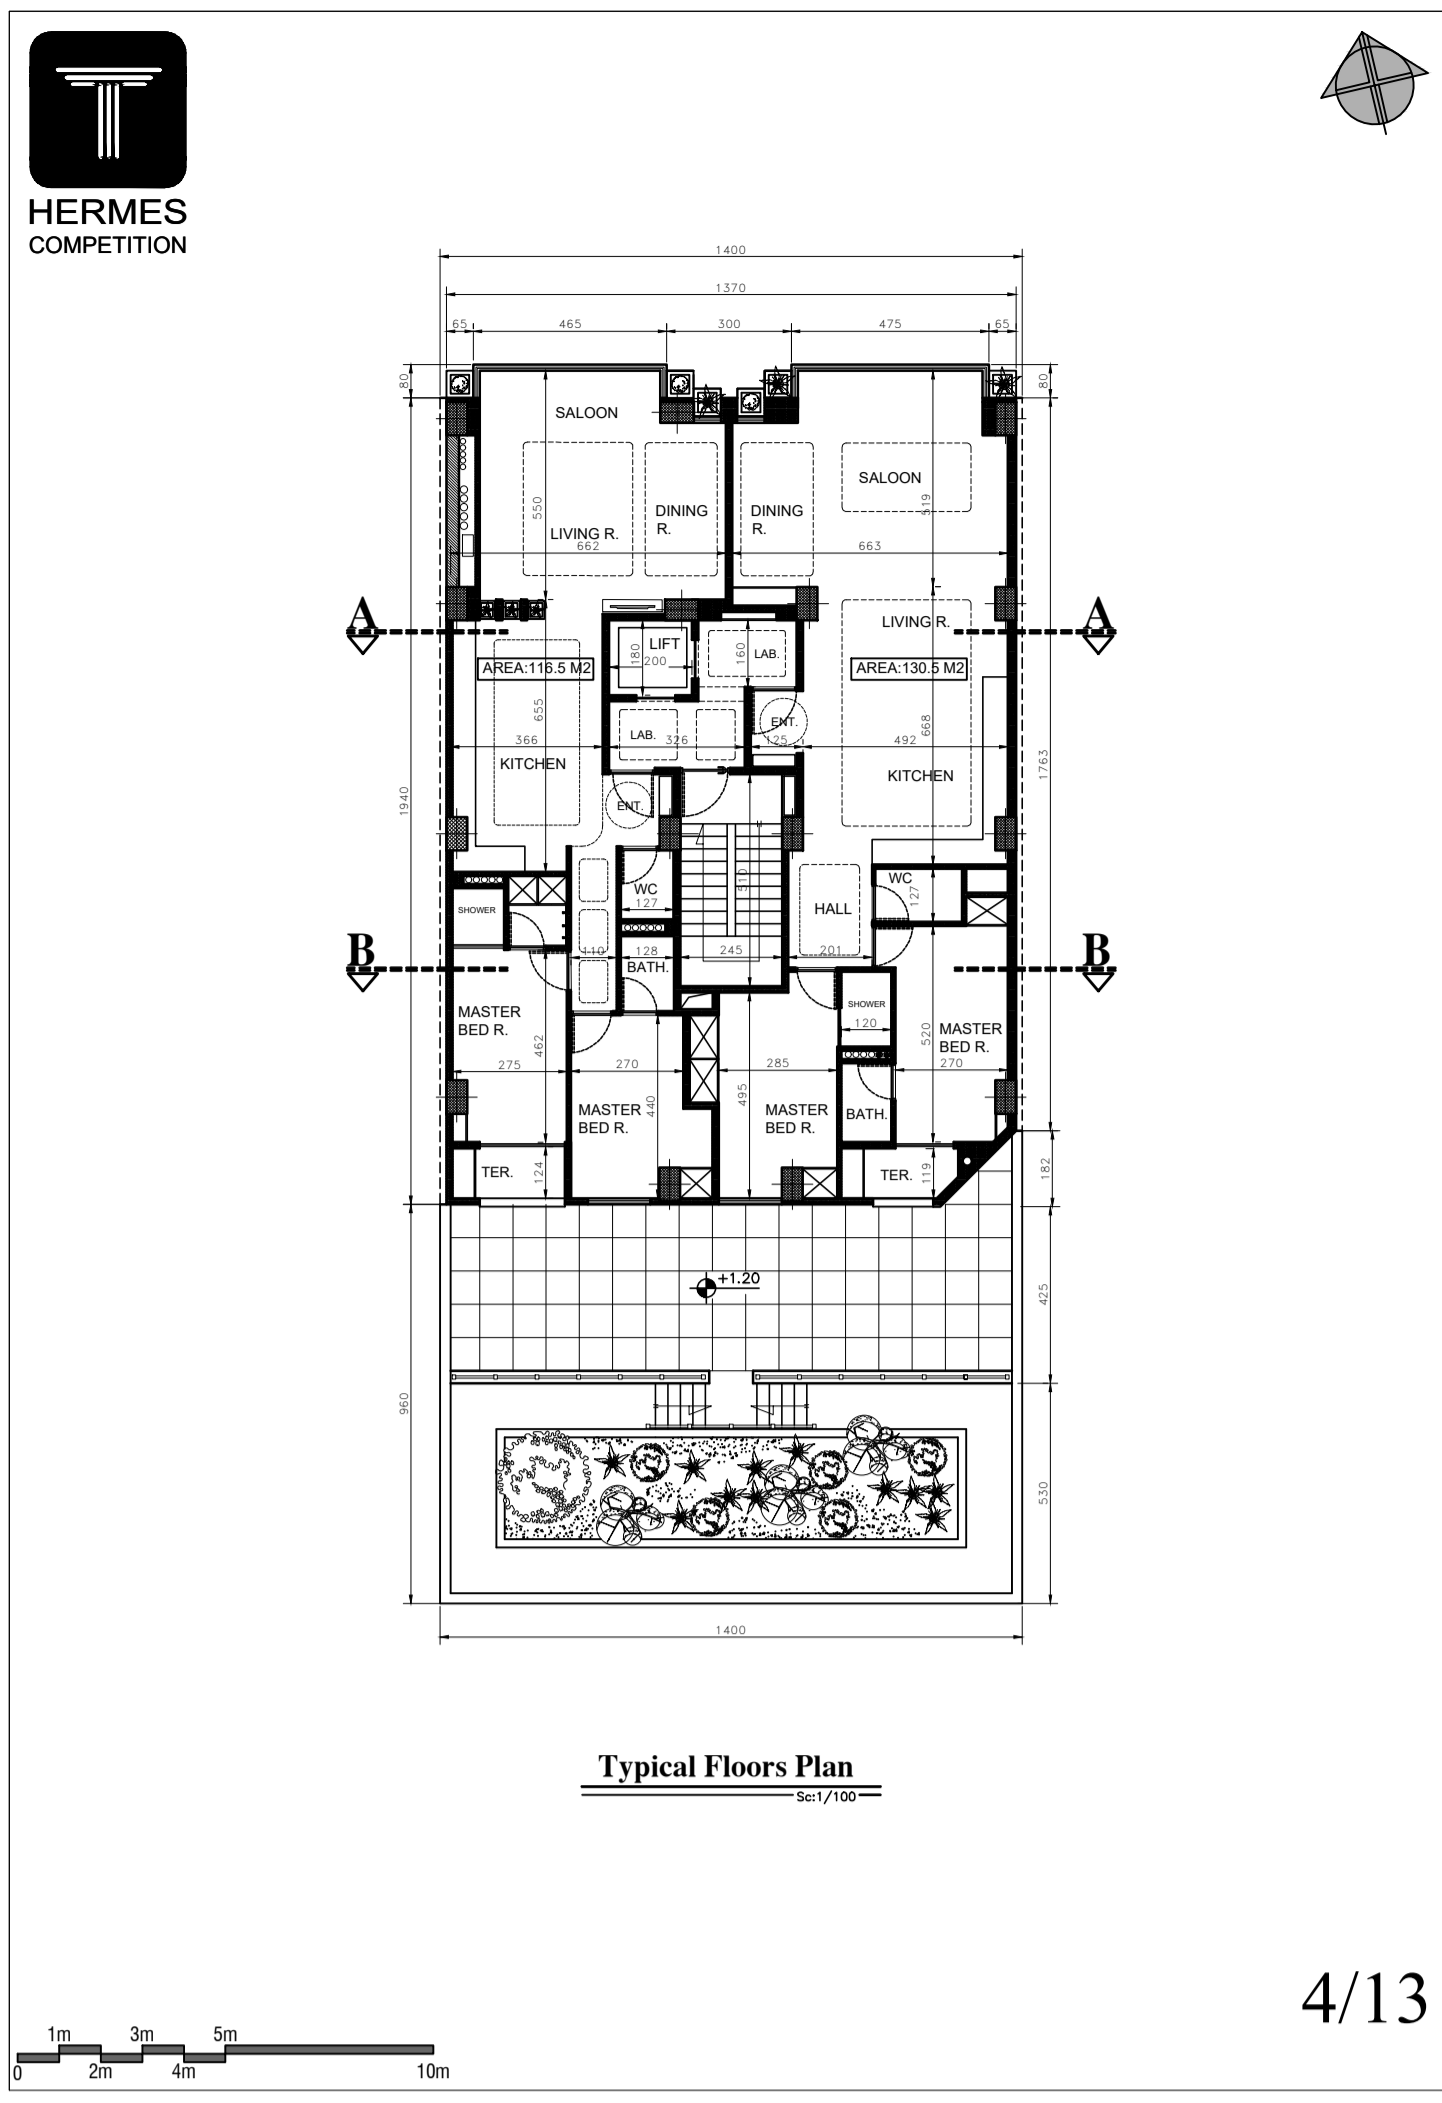 HERMES
COMPETITION
1400
1370
65 465 300 475 65
80 80
SALOON
SALOON
550 519
DINING
R.
DINING
R.
LIVING R.
662 663
A A
LIVING R.
LIFT
180 200
160 LAB.
AREA:116.5 M2 AREA:130.5 M2
655 668
ENT.
LAB.
366 326 125 492
KITCHEN KITCHEN
1763
1940
ENT.
510
WC
127
WC
127
SHOWER
HALL
B B
110 128 245 201
BATH.
MASTER
BED R.
SHOWER
120
520
MASTER
BED R.
462
275 270 285 270
440 495
MASTER
BED R.
MASTER
BED R.
BATH.
TER. 124
TER. 119
182
+1.20
425
960
530
1400
Typical Floors Plan
Sc:1/100
4/13
1m 3m 5m
0 2m 4m 10m